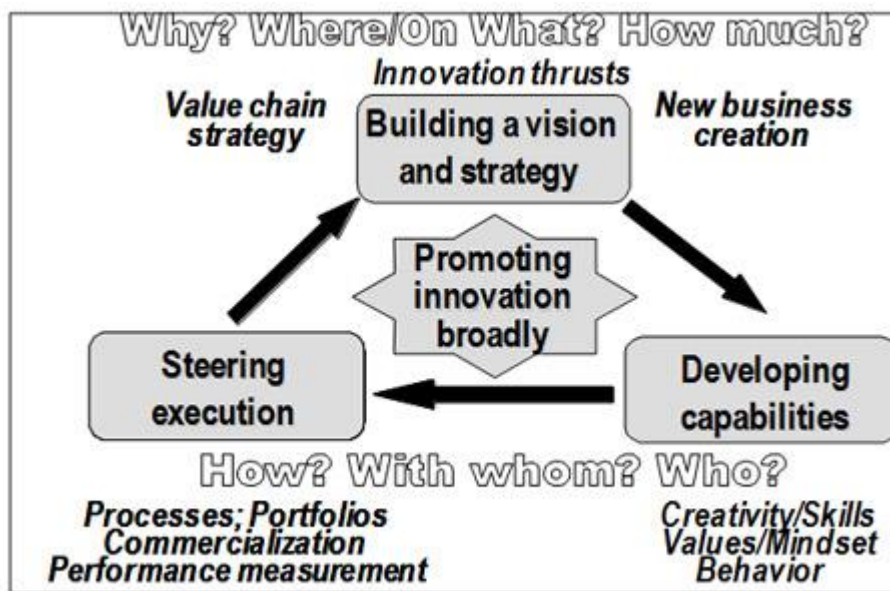 Why? Where/On What? How much?
Innovation thrusts
Value chain
strategy
Building a vision
and strategy
New business
creation
Promoting
innovation
broadly
Steering
execution
Developing
capabilities
How? With whom? Who?
Processes; Portfolios
Commercialization
Performance measurement
Creativity/Skills
Values/Mindset
Behavior